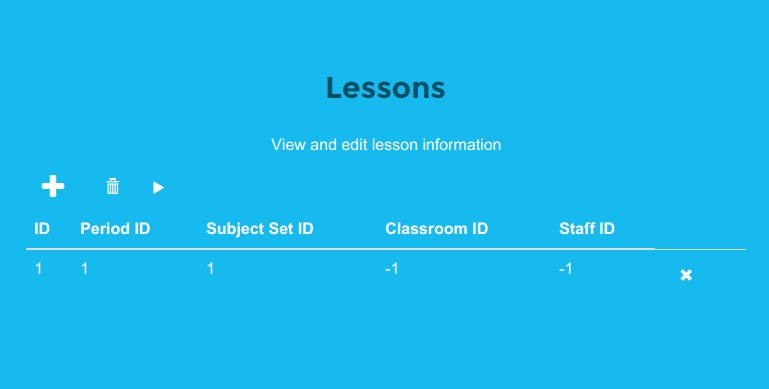 Lessons
View and edit lesson information
ID Period ID Subject Set ID Classroom ID Staff ID
1 1 1 -1 -1